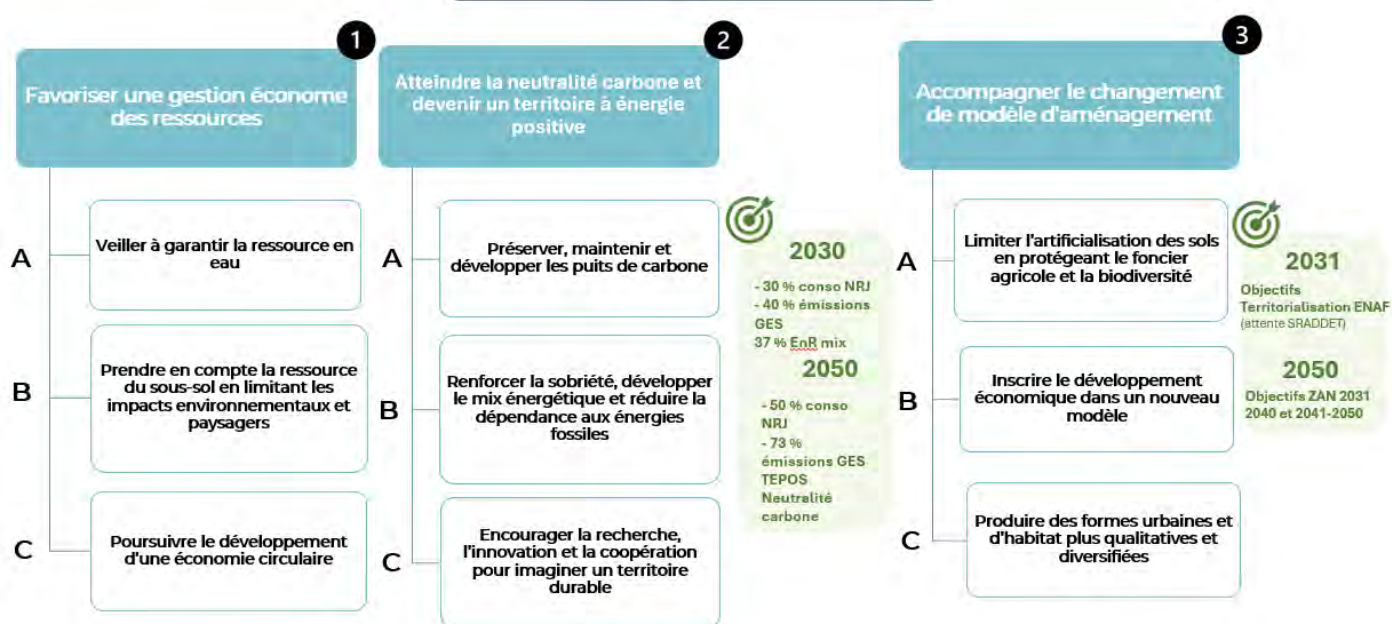 1
Favoriser une gestion économe
des ressources
A
Veiller à garantir la ressource en
eau
B
Prendre en compte la ressource
du sous-sol en limitant les
impacts environnementaux et
paysagers
C
Poursuivre le développement
d'une économie circulaire
2
Atteindre la neutralité carbone et
devenir un territoire à énergie
positive
A
Préserver, maintenir et
développer les puits de carbone
B
Renforcer la sobriété, développer
le mix énergétique et réduire la
dépendance aux énergies
fossiles
C
Encourager la recherche,
l'innovation et la coopération
pour imaginer un territoire
durable
2030
- 30 % conso NRJ
- 40 % émissions
GES
37 % EnR mix
2050
- 50 % conso
NRJ
- 73 %
émissions GES
TEPOS
Neutralité
carbone
3
Accompagner le changement
de modèle d'aménagement
A
Limiter l'artificialisation des sols
en protégeant le foncier
agricole et la biodiversité
B
Inscrire le développement
économique dans un nouveau
modèle
C
Produire des formes urbaines et
d'habitat plus qualitatives et
diversifiées
2031
Objectifs
Territorialisation ENAF
(attente SRADDET)
2050
Objectifs ZAN 2031
2040 et 2041-2050